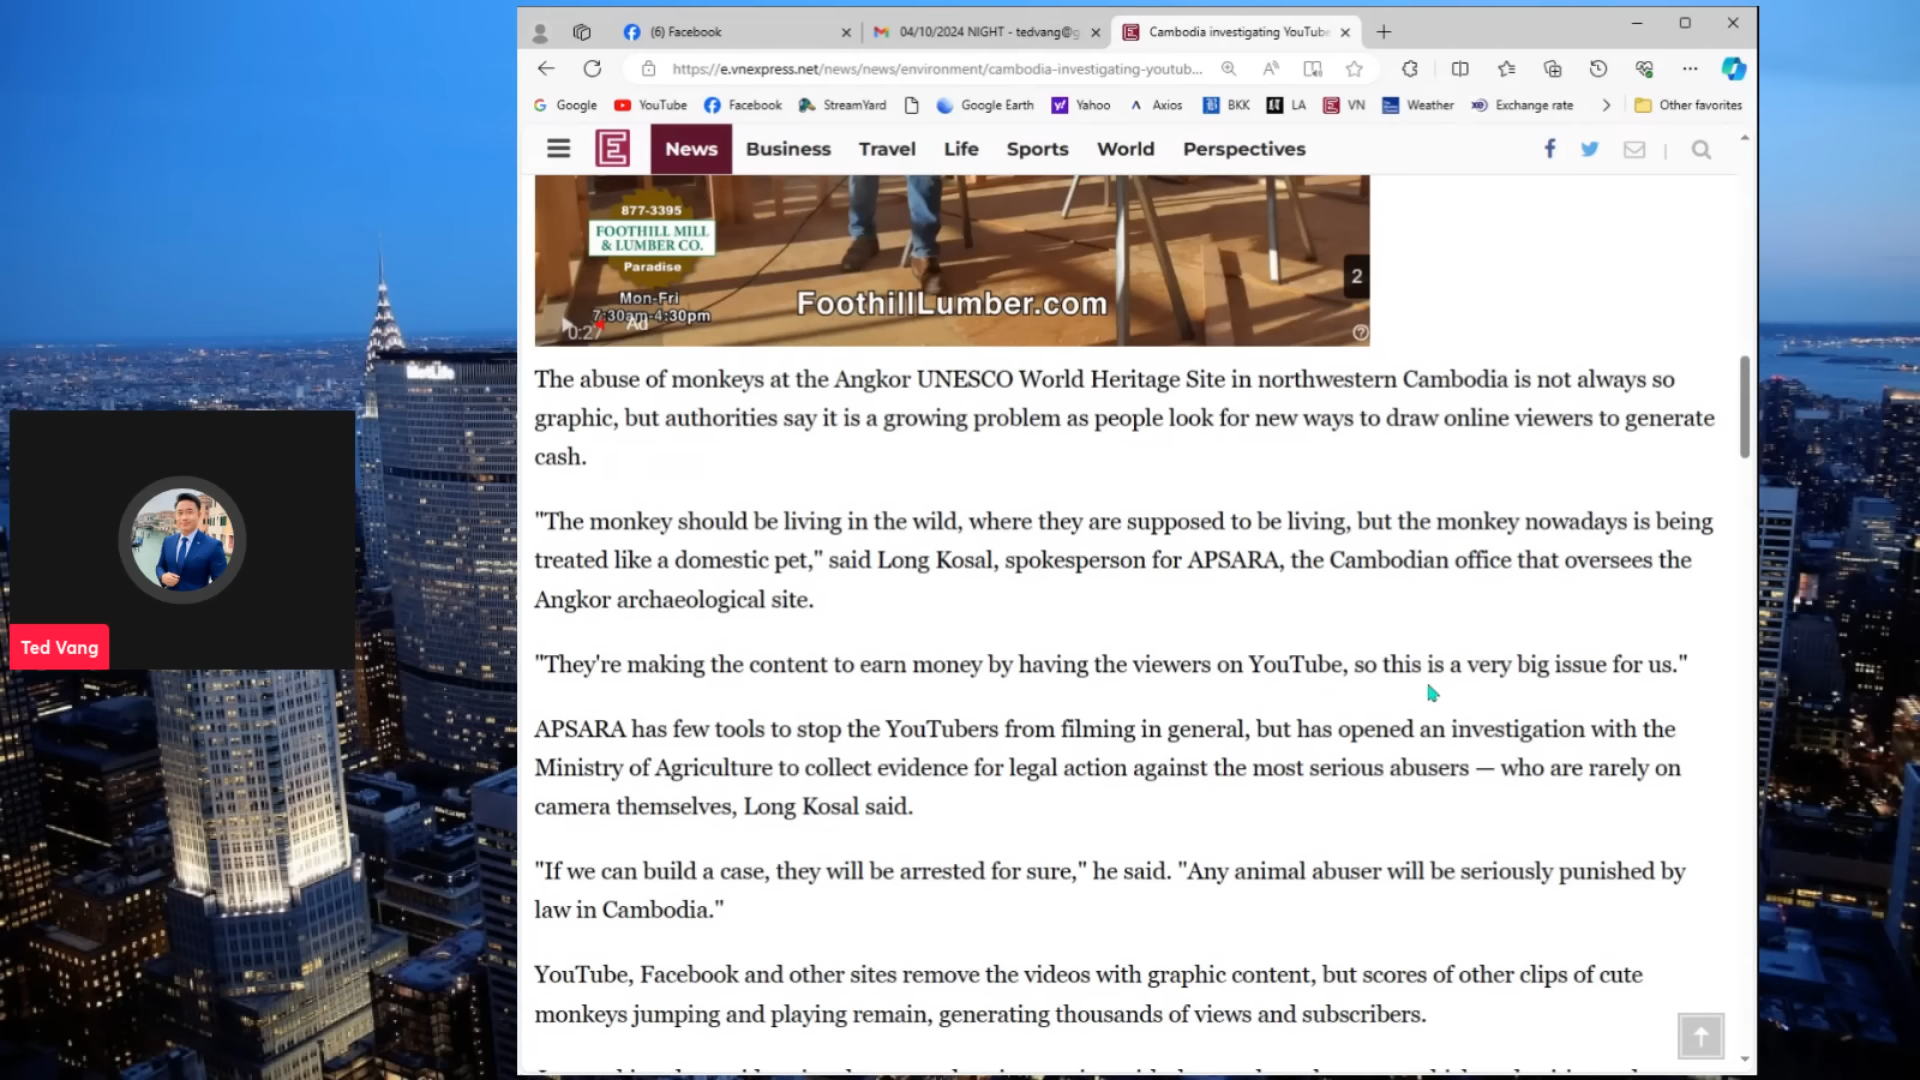 (6) Facebook
04/10/2024 NIGHT - tedvang@g
Cambodia investigating YouTube
https://e.vnexpress.net/news/news/environment/cambodia-investigating-youtub...
Google YouTube Facebook StreamYard Google Earth Yahoo Axios BKK LA VN Weather Exchange rate Other favorites
News Business Travel Life Sports World Perspectives
877-3395
FOOTHILL MILL
& LUMBER CO.
Paradise
Mon-Fri
7:30am-4:30pm
FoothillLumber.com
0:27 Ad
2
The abuse of monkeys at the Angkor UNESCO World Heritage Site in northwestern Cambodia is not always so
graphic, but authorities say it is a growing problem as people look for new ways to draw online viewers to generate
cash.
"The monkey should be living in the wild, where they are supposed to be living, but the monkey nowadays is being
treated like a domestic pet," said Long Kosal, spokesperson for APSARA, the Cambodian office that oversees the
Angkor archaeological site.
"They're making the content to earn money by having the viewers on YouTube, so this is a very big issue for us."
APSARA has few tools to stop the YouTubers from filming in general, but has opened an investigation with the
Ministry of Agriculture to collect evidence for legal action against the most serious abusers — who are rarely on
camera themselves, Long Kosal said.
"If we can build a case, they will be arrested for sure," he said. "Any animal abuser will be seriously punished by
law in Cambodia."
YouTube, Facebook and other sites remove the videos with graphic content, but scores of other clips of cute
monkeys jumping and playing remain, generating thousands of views and subscribers.
Ted Vang
MetLife